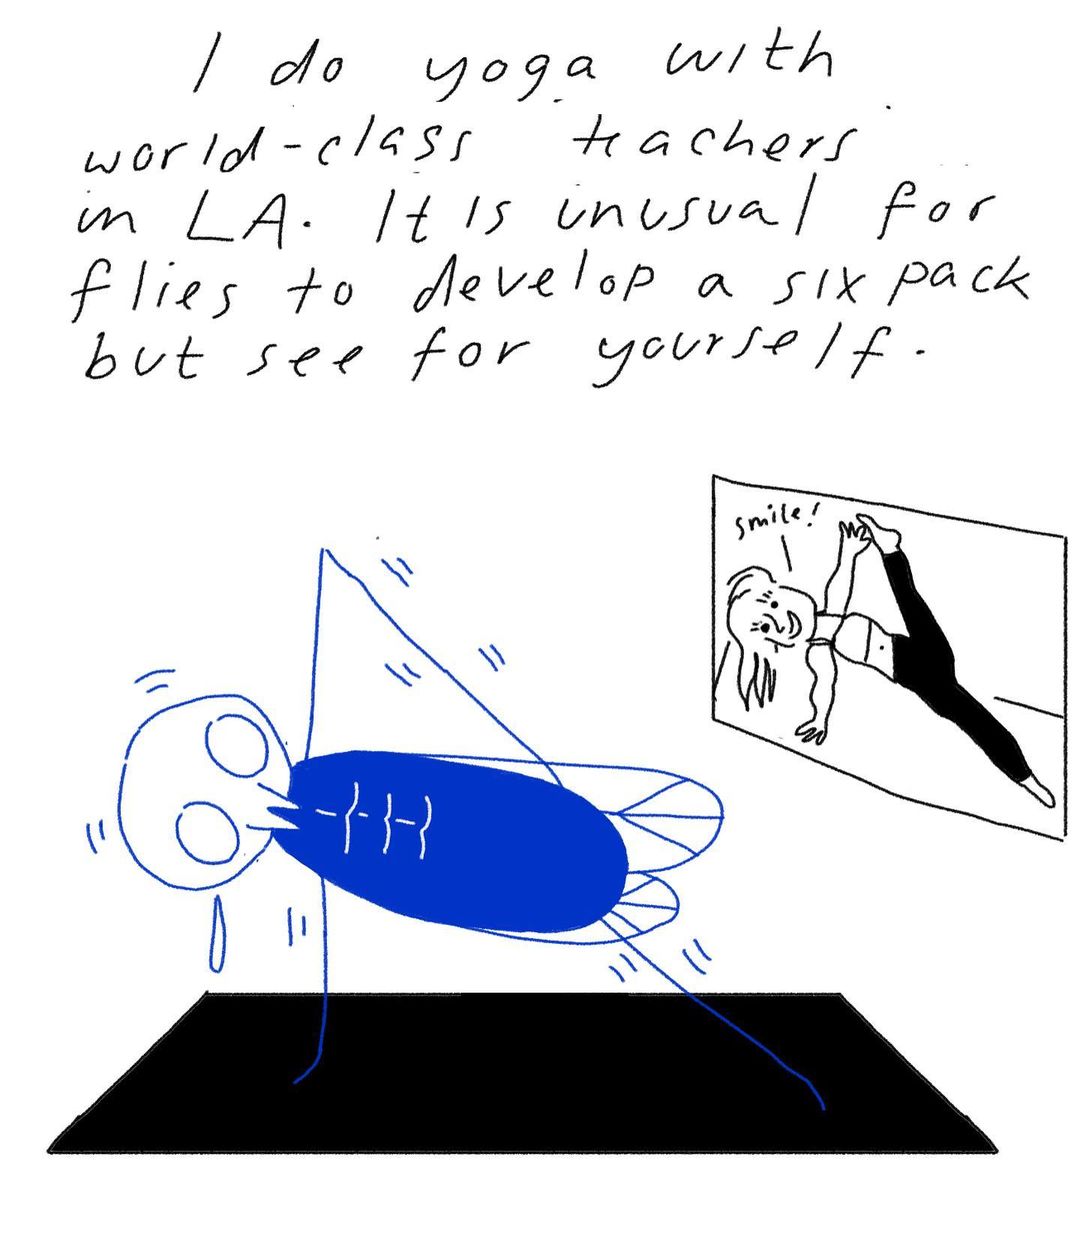 I do yoga with
world-class teachers
in LA. It is unusual for
flies to develop a six pack
but see for yourself.
smile!